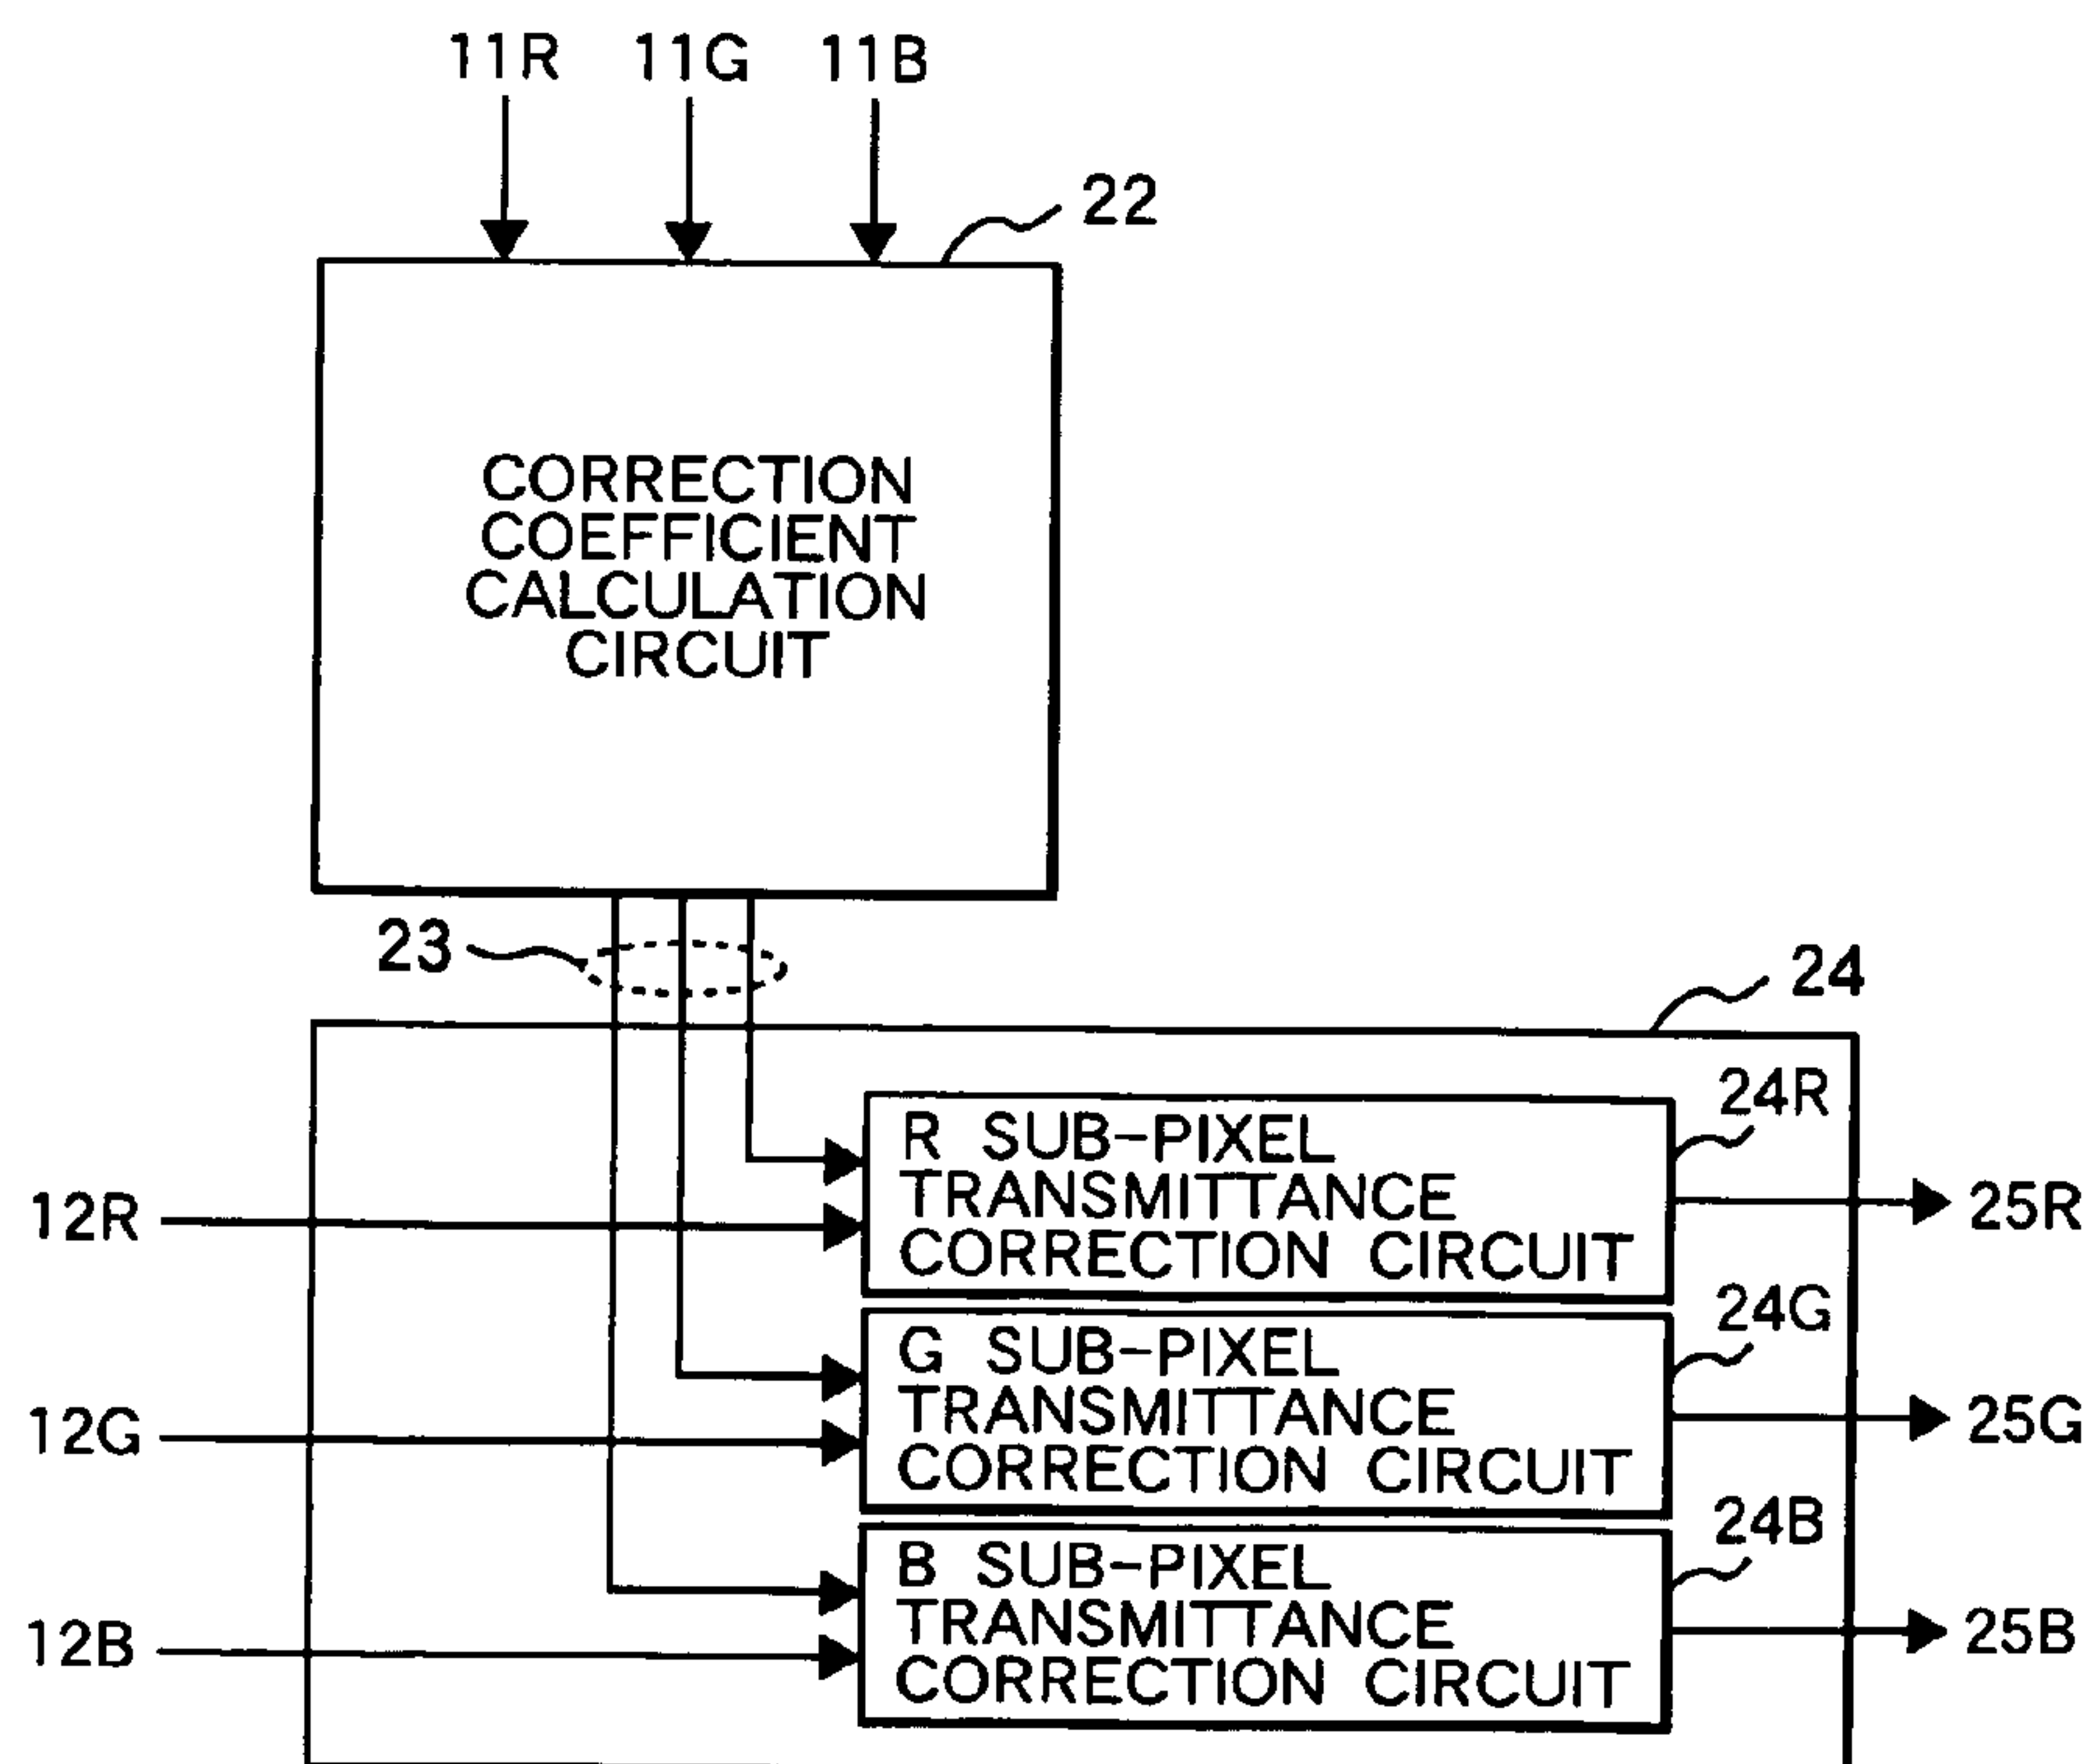 11R 11G 11B
22
CORRECTION
COEFFICIENT
CALCULATION
CIRCUIT
23
24
24R
R SUB-PIXEL
TRANSMITTANCE
CORRECTION CIRCUIT
12R
25R
24G
G SUB-PIXEL
TRANSMITTANCE
CORRECTION CIRCUIT
12G
25G
24B
B SUB-PIXEL
TRANSMITTANCE
CORRECTION CIRCUIT
12B
25B